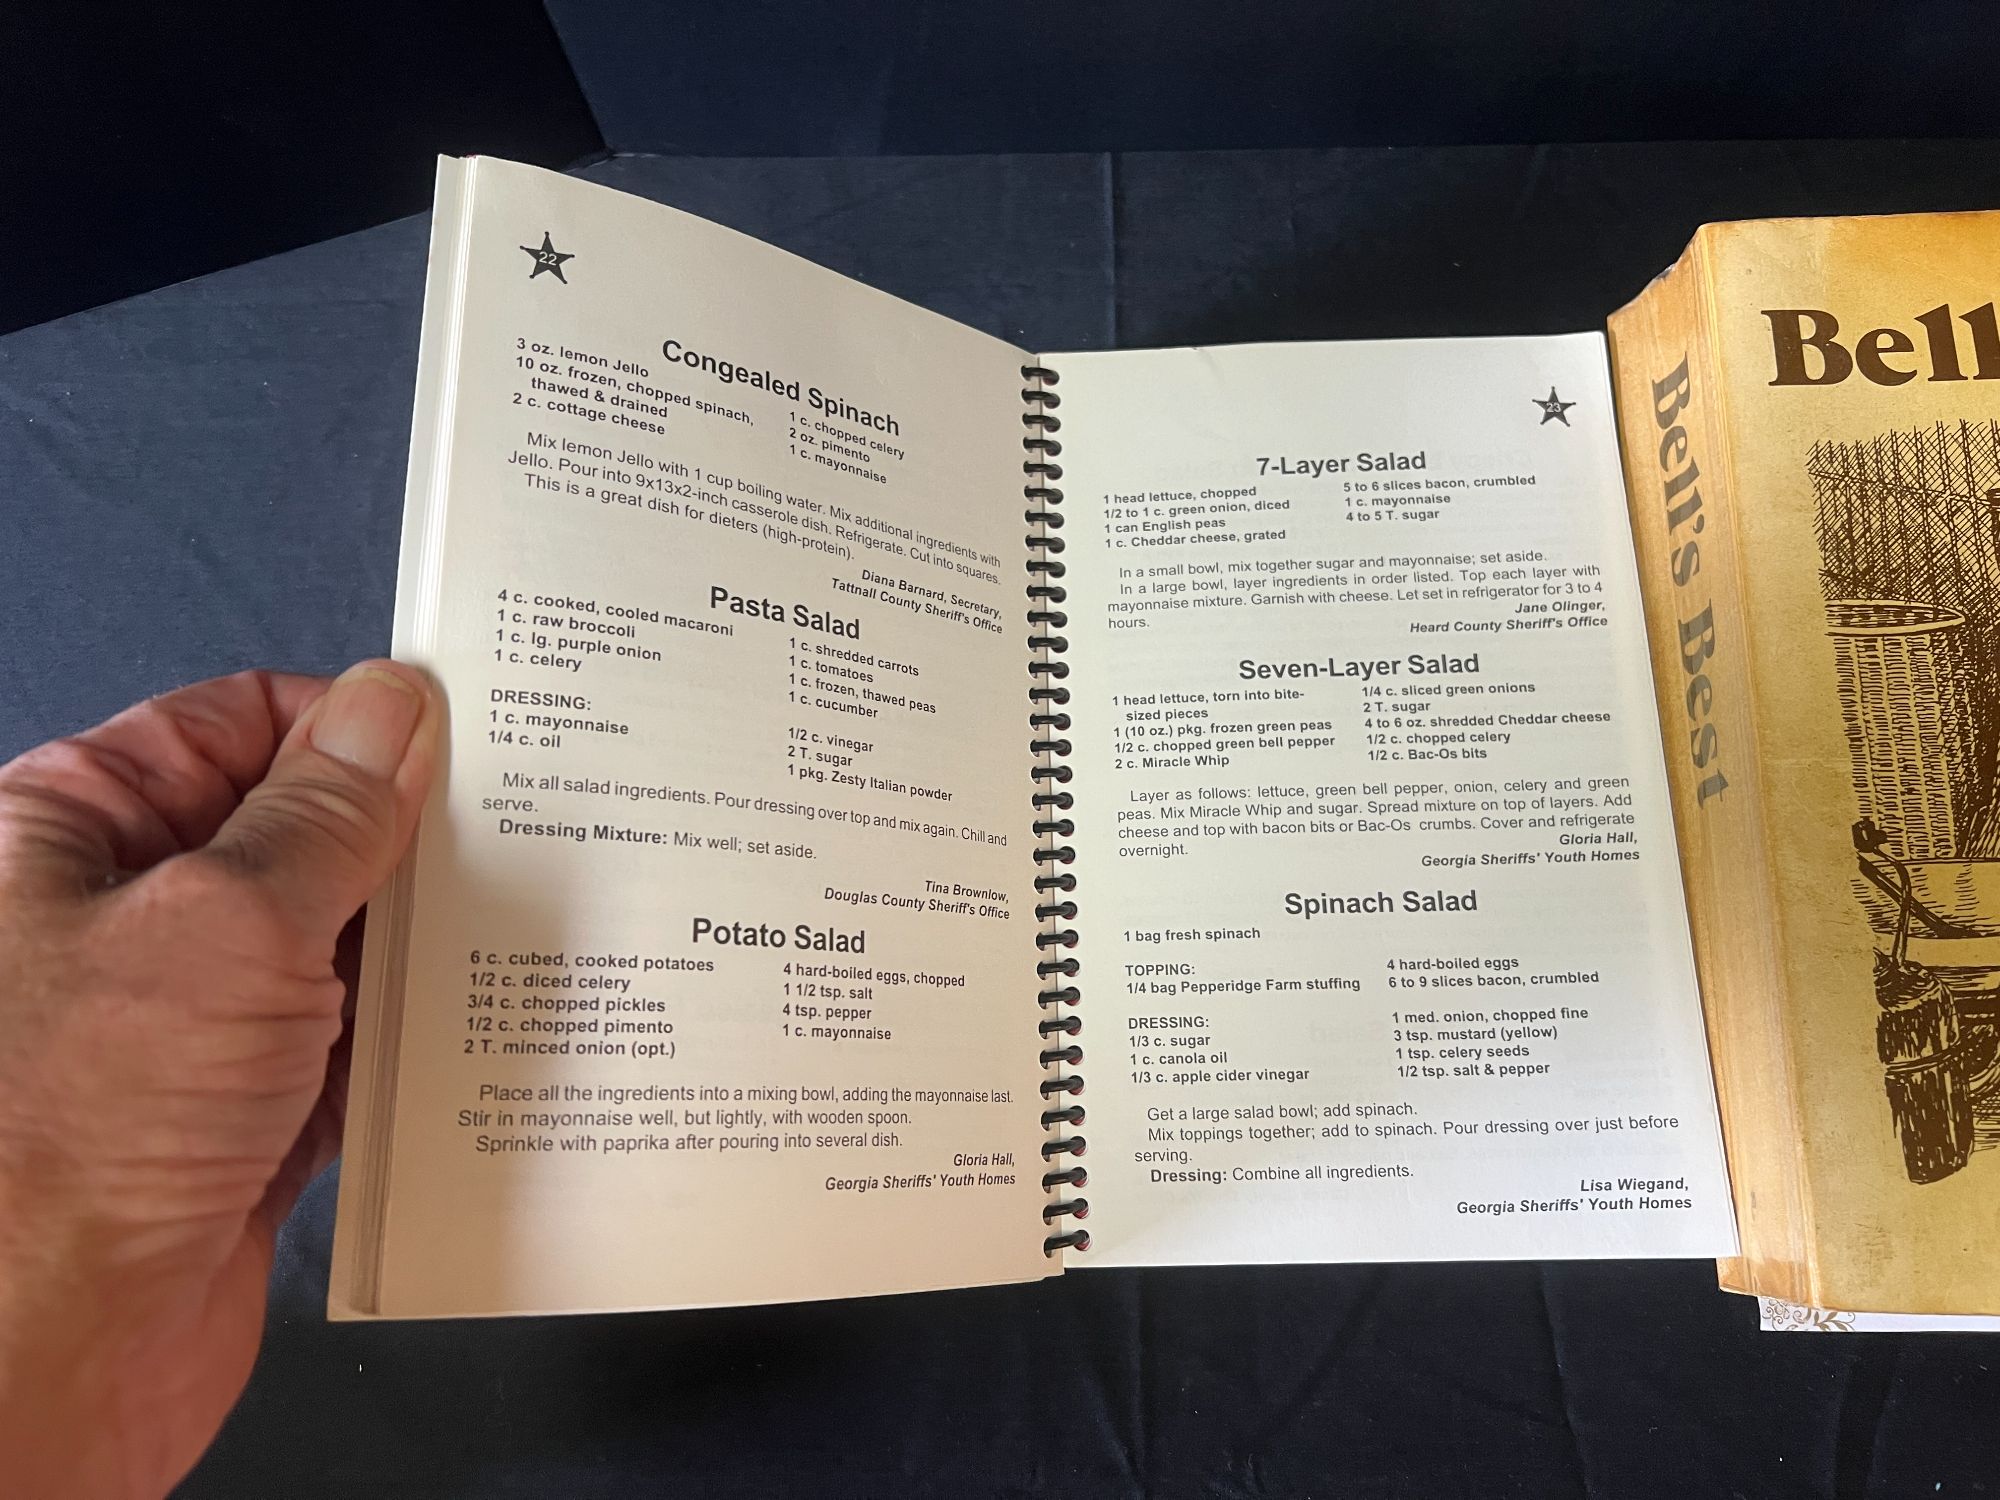 22
Congealed Spinach
3 oz. lemon Jello
10 oz. frozen, chopped spinach,
thawed & drained
2 c. cottage cheese
1 c. chopped celery
2 oz. pimento
1 c. mayonnaise
Mix lemon Jello with 1 cup boiling water. Mix additional ingredients with
Jello. Pour into 9x13x2-inch casserole dish. Refrigerate. Cut into squares.
This is a great dish for dieters (high-protein).
Diana Barnard, Secretary,
Tattnall County Sheriff's Office
Pasta Salad
4 c. cooked, cooled macaroni
1 c. raw broccoli
1 c. lg. purple onion
1 c. celery
1 c. shredded carrots
1 c. tomatoes
1 c. frozen, thawed peas
1 c. cucumber
DRESSING:
1 c. mayonnaise
1/4 c. oil
1/2 c. vinegar
2 T. sugar
1 pkg. Zesty Italian powder
Mix all salad ingredients. Pour dressing over top and mix again. Chill and
serve.
Dressing Mixture: Mix well; set aside.
Tina Brownlow,
Douglas County Sheriff's Office
Potato Salad
6 c. cubed, cooked potatoes
1/2 c. diced celery
3/4 c. chopped pickles
1/2 c. chopped pimento
2 T. minced onion (opt.)
4 hard-boiled eggs, chopped
1 1/2 tsp. salt
4 tsp. pepper
1 c. mayonnaise
Place all the ingredients into a mixing bowl, adding the mayonnaise last.
Stir in mayonnaise well, but lightly, with wooden spoon.
Sprinkle with paprika after pouring into several dish.
Gloria Hall,
Georgia Sheriffs' Youth Homes
23
7-Layer Salad
1 head lettuce, chopped
1/2 to 1 c. green onion, diced
1 can English peas
1 c. Cheddar cheese, grated
5 to 6 slices bacon, crumbled
1 c. mayonnaise
4 to 5 T. sugar
In a small bowl, mix together sugar and mayonnaise; set aside.
In a large bowl, layer ingredients in order listed. Top each layer with
mayonnaise mixture. Garnish with cheese. Let set in refrigerator for 3 to 4
hours.
Jane Olinger,
Heard County Sheriff's Office
Seven-Layer Salad
1 head lettuce, torn into bite-
sized pieces
1 (10 oz.) pkg. frozen green peas
1/2 c. chopped green bell pepper
2 c. Miracle Whip
1/4 c. sliced green onions
2 T. sugar
4 to 6 oz. shredded Cheddar cheese
1/2 c. chopped celery
1/2 c. Bac-Os bits
Layer as follows: lettuce, green bell pepper, onion, celery and green
peas. Mix Miracle Whip and sugar. Spread mixture on top of layers. Add
cheese and top with bacon bits or Bac-Os crumbs. Cover and refrigerate
overnight.
Gloria Hall,
Georgia Sheriffs' Youth Homes
Spinach Salad
1 bag fresh spinach
TOPPING:
1/4 bag Pepperidge Farm stuffing
4 hard-boiled eggs
6 to 9 slices bacon, crumbled
DRESSING:
1/3 c. sugar
1 c. canola oil
1/3 c. apple cider vinegar
1 med. onion, chopped fine
3 tsp. mustard (yellow)
1 tsp. celery seeds
1/2 tsp. salt & pepper
Get a large salad bowl; add spinach.
Mix toppings together; add to spinach. Pour dressing over just before
serving.
Dressing: Combine all ingredients.
Lisa Wiegand,
Georgia Sheriffs' Youth Homes
Bell's Best
Bell